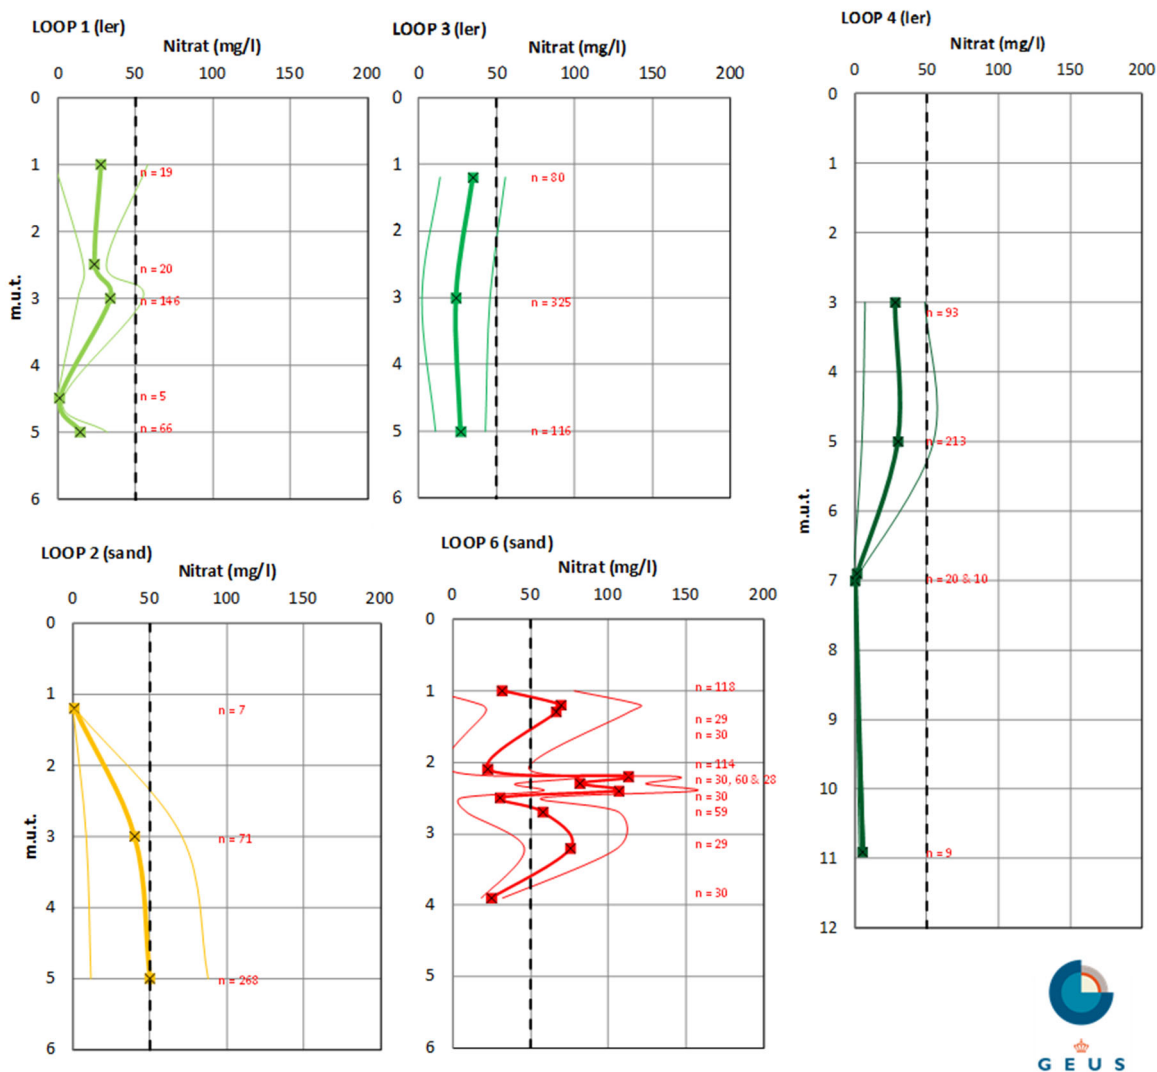 LOOP 1 (ler)
Nitrat (mg/l)
0 50 100 150 200
0
1
2
3
4
5
6
m.u.t.
n = 19
n = 20
n = 146
n = 5
n = 66
LOOP 3 (ler)
Nitrat (mg/l)
0 50 100 150 200
0
1
2
3
4
5
6
n = 80
n = 325
n = 116
LOOP 4 (ler)
Nitrat (mg/l)
0 50 100 150 200
0
1
2
3
4
5
6
7
8
9
10
11
12
m.u.t.
n = 93
n = 213
n = 20 & 10
n = 9
LOOP 2 (sand)
Nitrat (mg/l)
0 50 100 150 200
0
1
2
3
4
5
6
m.u.t.
n = 7
n = 71
n = 268
LOOP 6 (sand)
Nitrat (mg/l)
0 50 100 150 200
0
1
2
3
4
5
6
n = 118
n = 29
n = 30
n = 114
n = 30, 60 & 28
n = 30
n = 59
n = 29
n = 30
G E U S